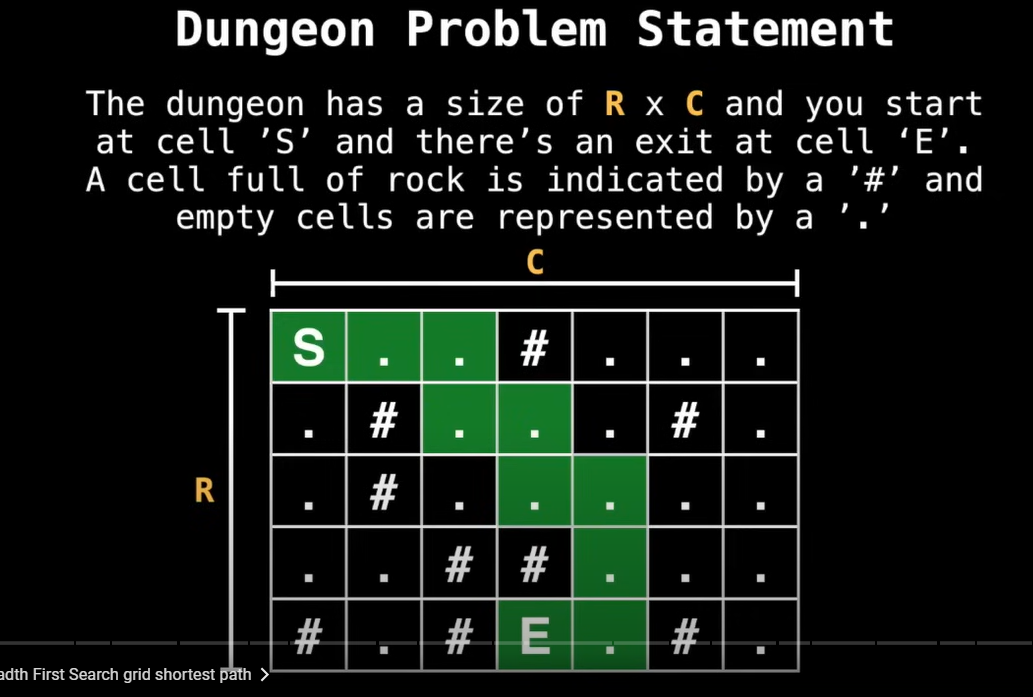 Dungeon Problem Statement
The dungeon has a size of R x C and you start
at cell ’S’ and there’s an exit at cell ‘E’.
A cell full of rock is indicated by a ’#’ and
empty cells are represented by a ’.’
C
R
S . . # . . .
. # . . . # .
. # . . . . .
. . # # . . .
# . # E . # .
adth First Search grid shortest path >